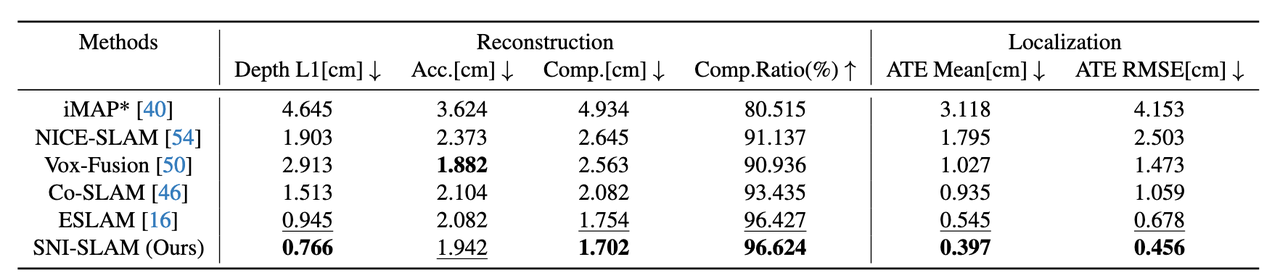 Methods Reconstruction Localization
Depth L1[cm] ↓ Acc.[cm] ↓ Comp.[cm] ↓ Comp.Ratio(%) ↑ ATE Mean[cm] ↓ ATE RMSE[cm] ↓
iMAP* [40] 4.645 3.624 4.934 80.515 3.118 4.153
NICE-SLAM [54] 1.903 2.373 2.645 91.137 1.795 2.503
Vox-Fusion [50] 2.913 1.882 2.563 90.936 1.027 1.473
Co-SLAM [46] 1.513 2.104 2.082 93.435 0.935 1.059
ESLAM [16] 0.945 2.082 1.754 96.427 0.545 0.678
SNI-SLAM (Ours) 0.766 1.942 1.702 96.624 0.397 0.456